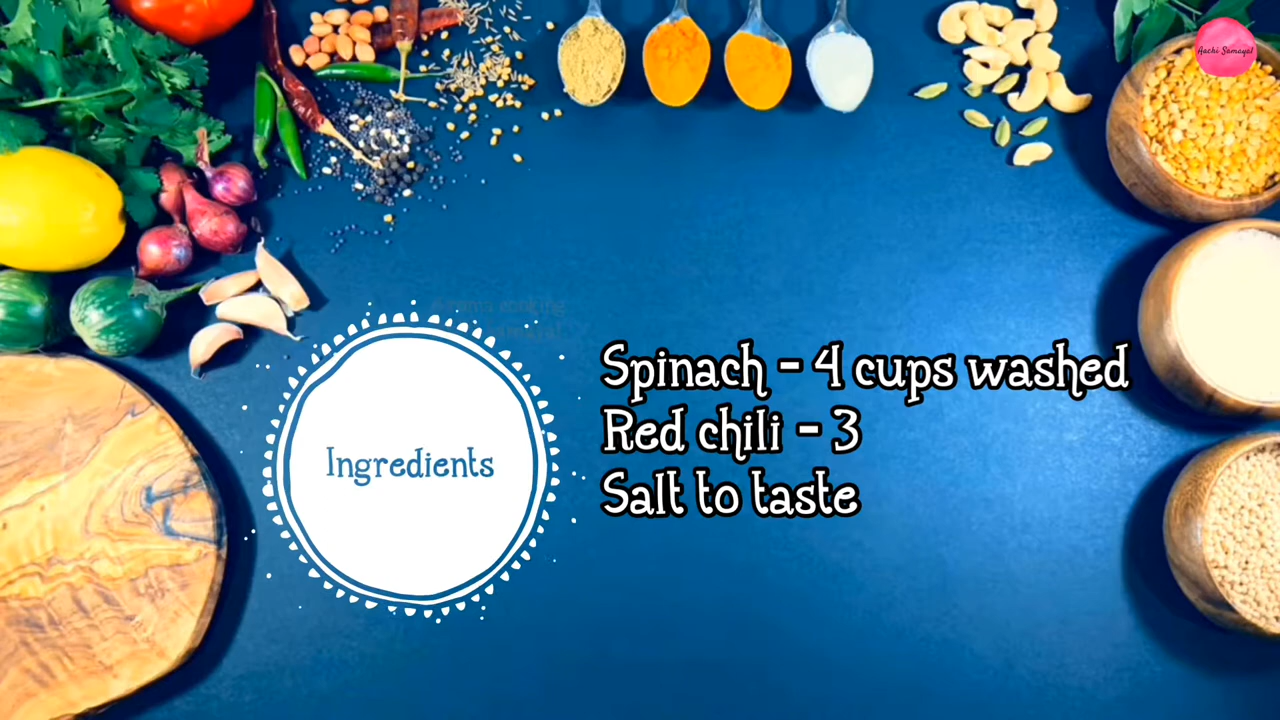 Aachi Samayal
Ingredients
Spinach - 4 cups washed
Red chili - 3
Salt to taste